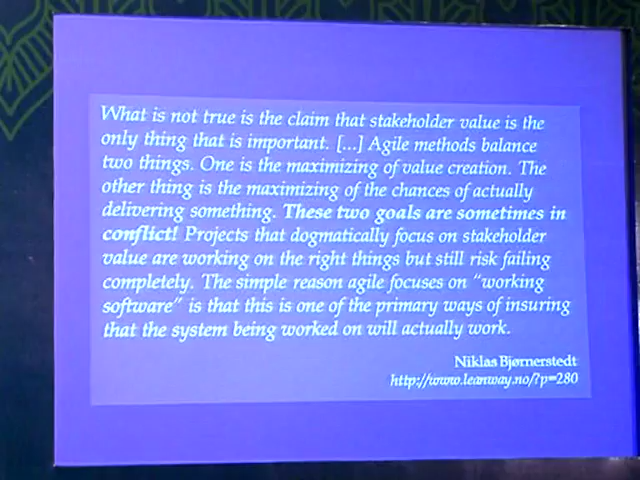 What is not true is the claim that stakeholder value is the
only thing that is important. [...] Agile methods balance
two things. One is the maximizing of value creation. The
other thing is the maximizing of the chances of actually
delivering something. These two goals are sometimes in
conflict! Projects that dogmatically focus on stakeholder
value are working on the right things but still risk failing
completely. The simple reason agile focuses on “working
software” is that this is one of the primary ways of insuring
that the system being worked on will actually work.
Niklas Bjørnerstedt
http://www.leanway.no/?p=280